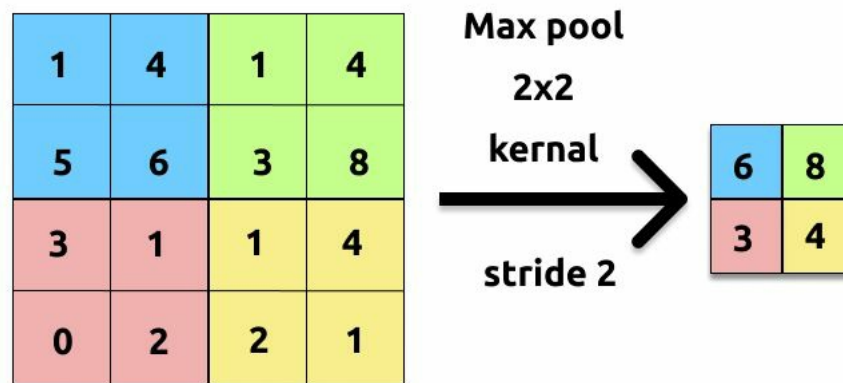 1 4 1 4
5 6 3 8
3 1 1 4
0 2 2 1
Max pool
2x2
kernal
stride 2
6 8
3 4